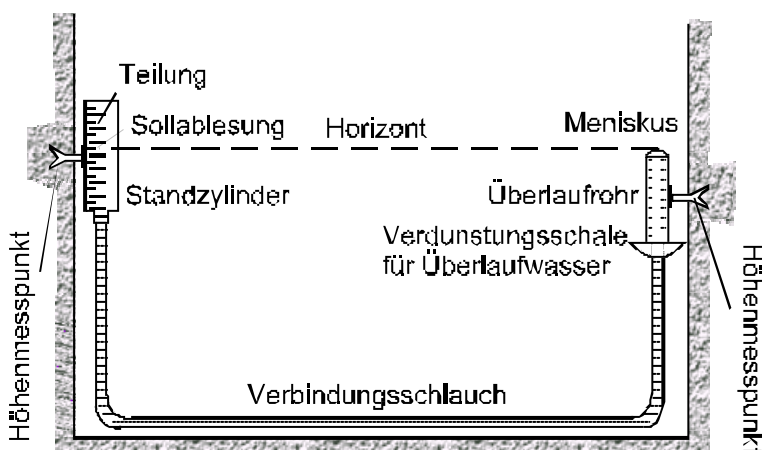 Teilung
Sollablesung
Horizont
Meniskus
Standzylinder
Überlaufrohr
Verdunstungsschale
für Überlaufwasser
Höhenmesspunkt
Höhenmesspunkt
Verbindungsschlauch